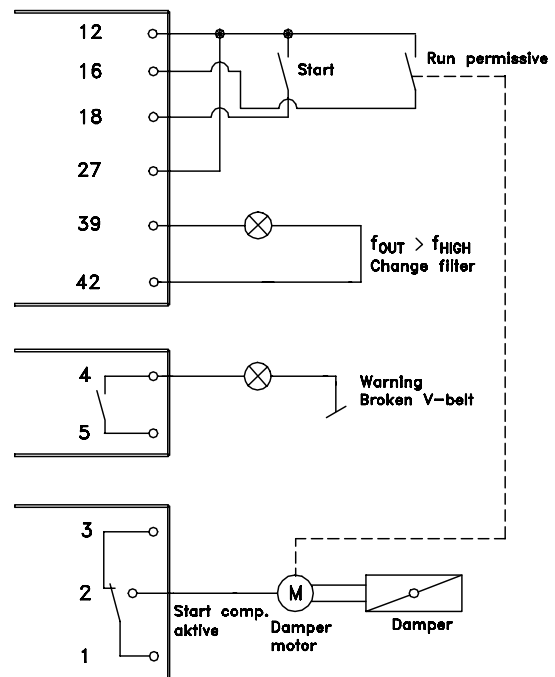 12
16
18
27
39
42
Start
Run permissive
fOUT > fHIGH
Change filter
4
5
Warning
Broken V-belt
3
2
1
Start comp.
aktive
M
Damper
motor
Damper